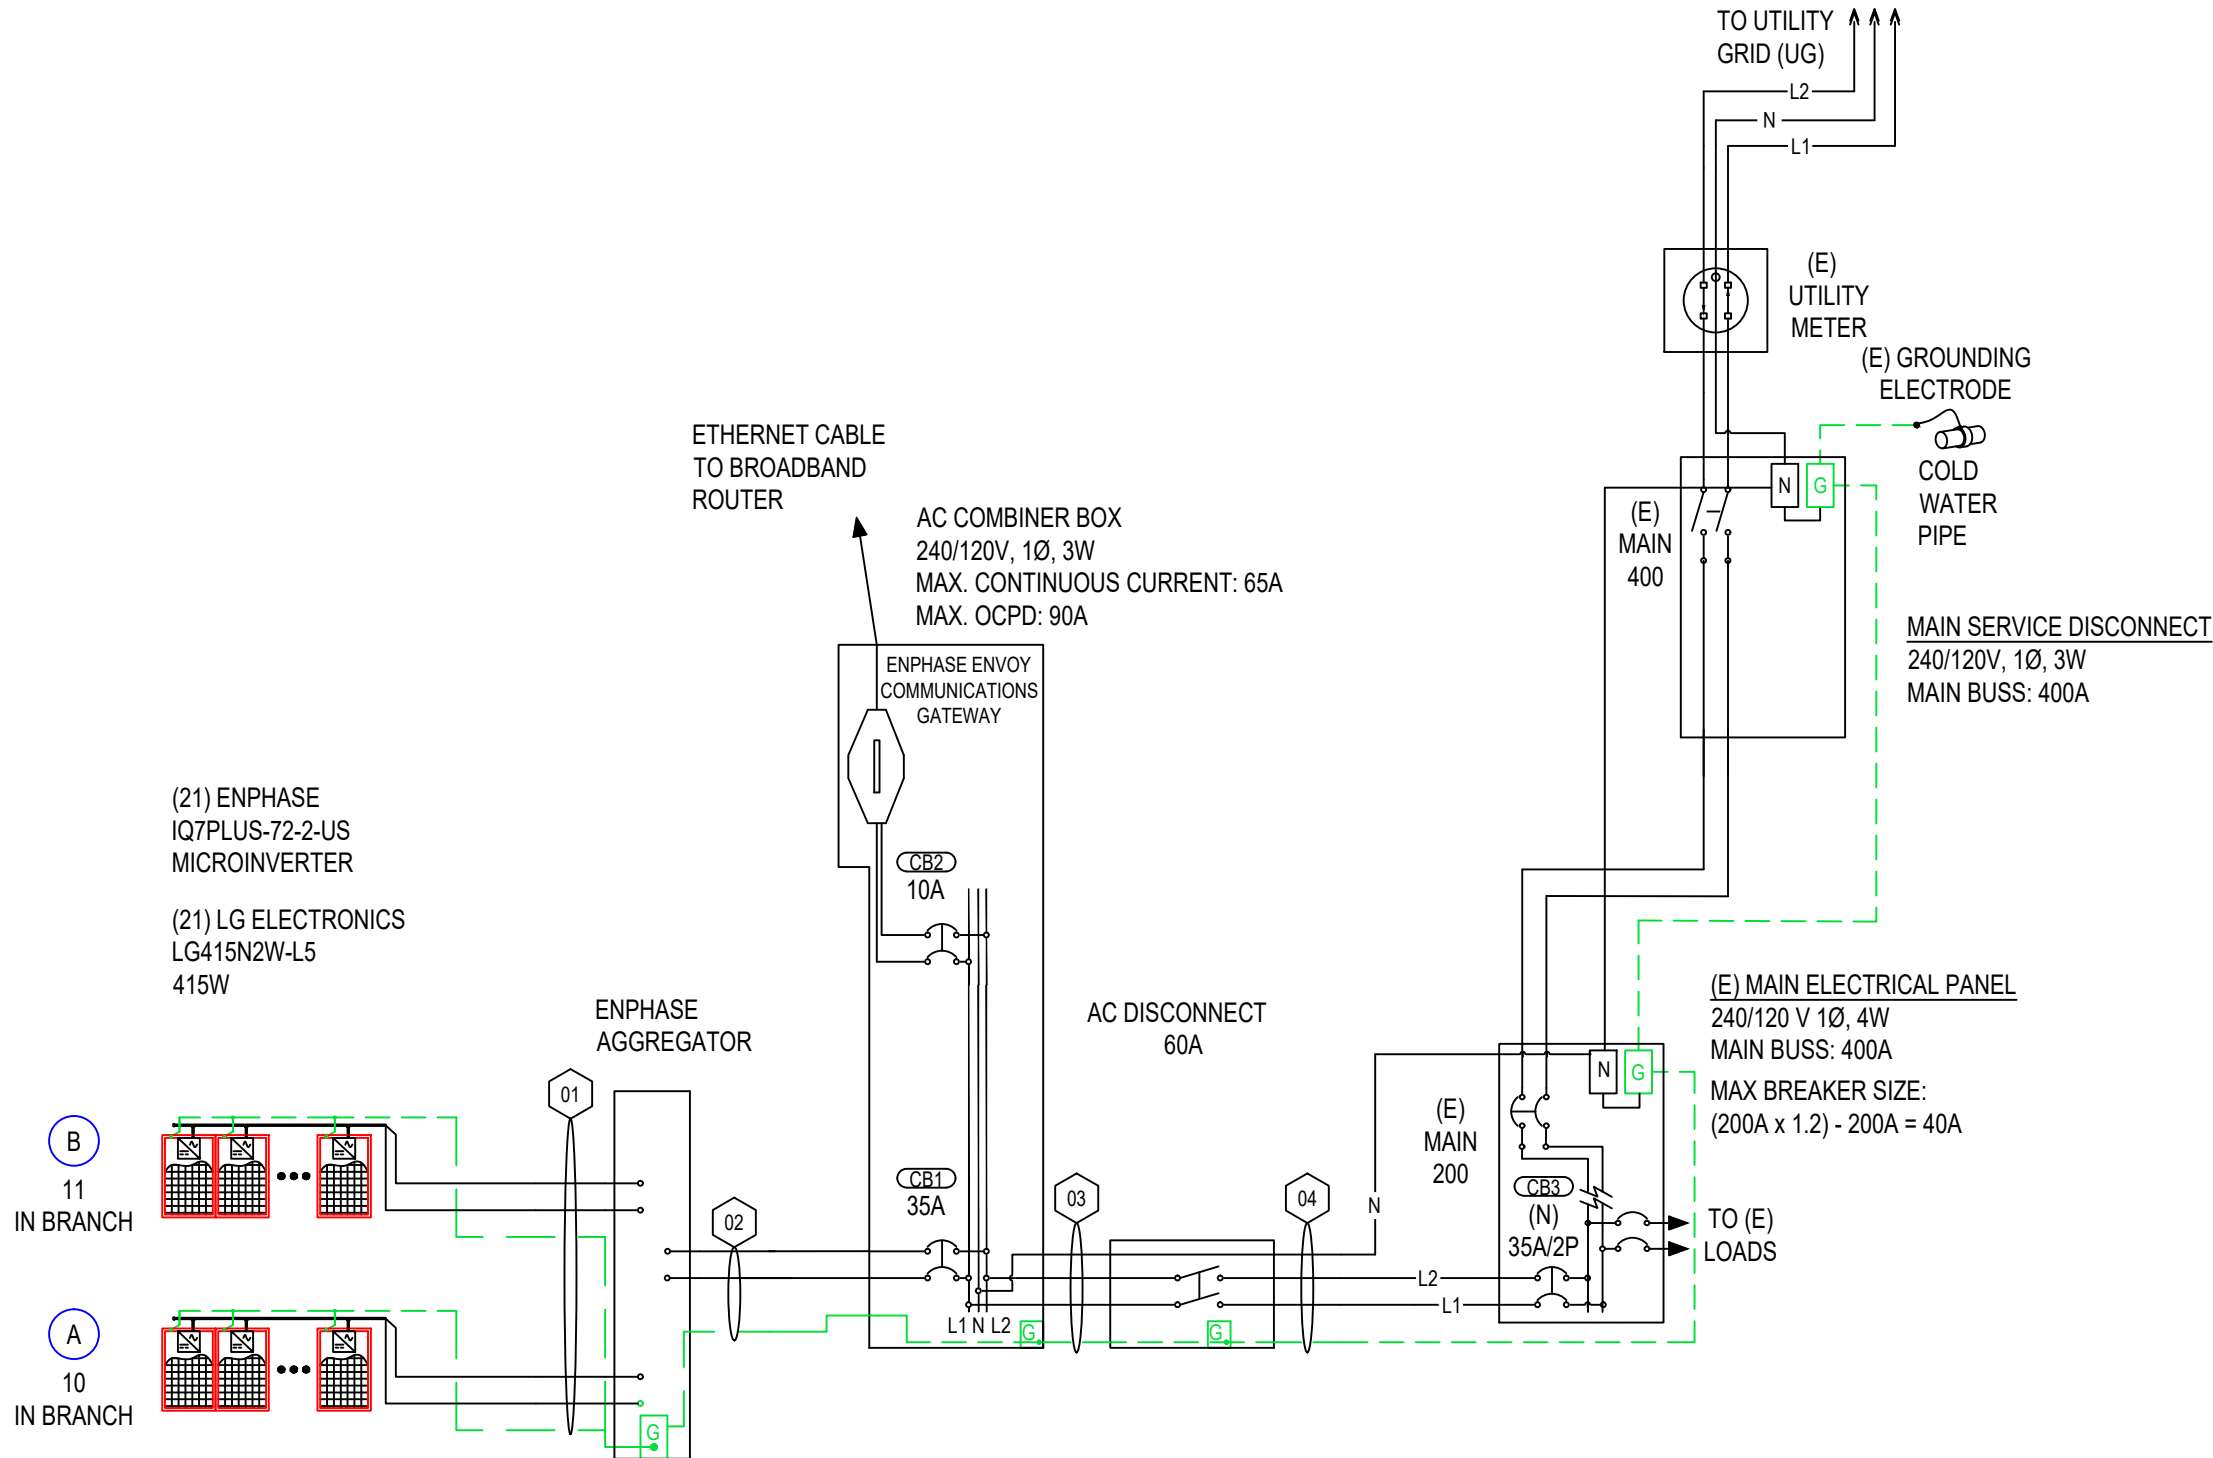 TO UTILITY
GRID (UG)
L2
N
L1
(E)
UTILITY
METER
(E) GROUNDING
ELECTRODE
COLD
WATER
PIPE
N
G
(E)
MAIN
400
MAIN SERVICE DISCONNECT
240/120V, 1Ø, 3W
MAIN BUSS: 400A
ETHERNET CABLE
TO BROADBAND
ROUTER
AC COMBINER BOX
240/120V, 1Ø, 3W
MAX. CONTINUOUS CURRENT: 65A
MAX. OCPD: 90A
ENPHASE ENVOY
COMMUNICATIONS
GATEWAY
CB2
10A
(21) ENPHASE
IQ7PLUS-72-2-US
MICROINVERTER
(21) LG ELECTRONICS
LG415N2W-L5
415W
ENPHASE
AGGREGATOR
AC DISCONNECT
60A
(E) MAIN ELECTRICAL PANEL
240/120 V 1Ø, 4W
MAIN BUSS: 400A
MAX BREAKER SIZE:
(200A x 1.2) - 200A = 40A
N
G
(E)
MAIN
200
01
B
11
IN BRANCH
02
CB1
35A
03
04
N
CB3
(N)
35A/2P
TO (E)
LOADS
L2
L1
L1 N L2
G
G
A
10
IN BRANCH
G